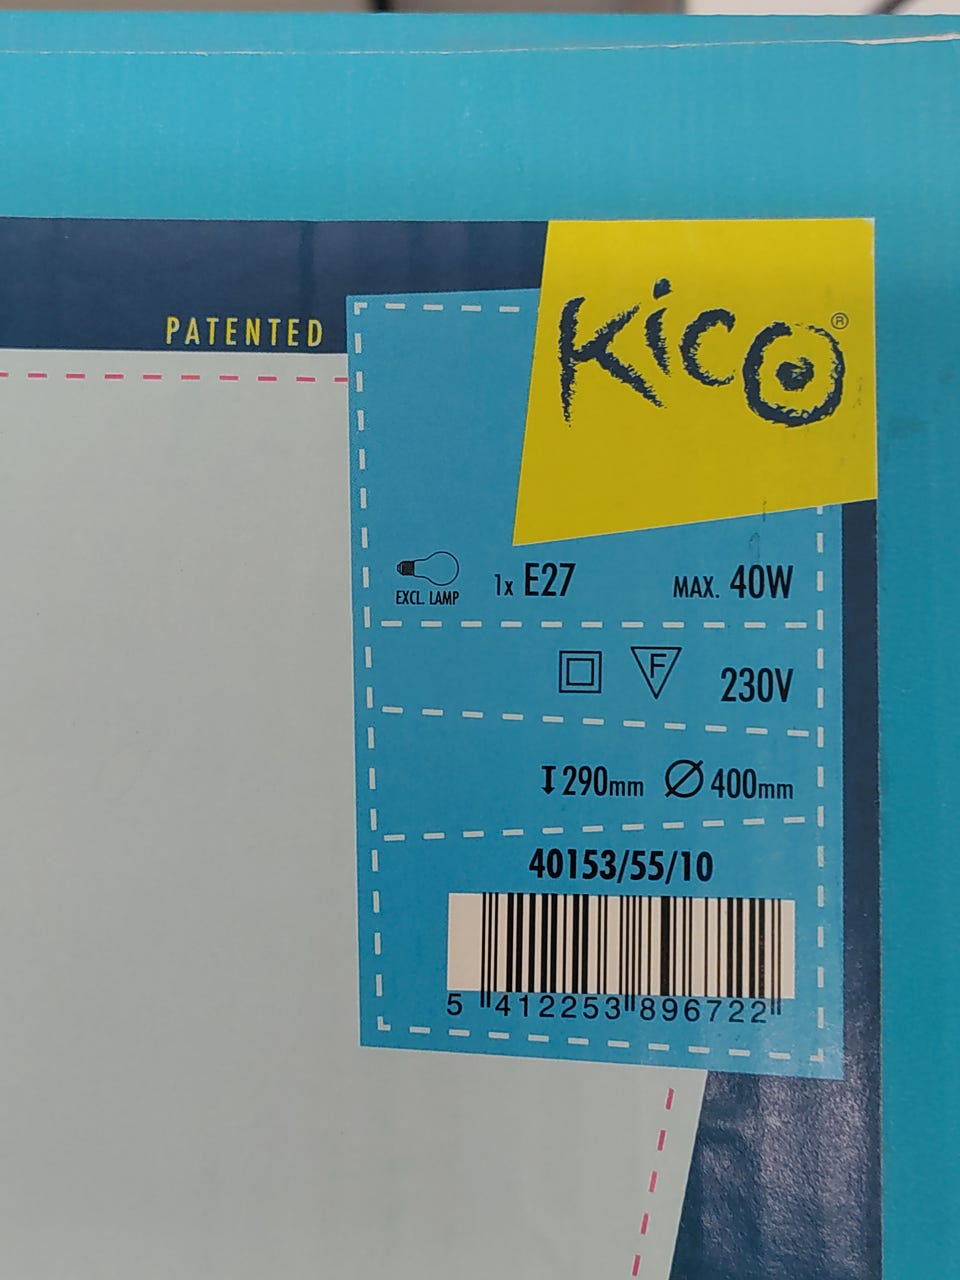 PATENTED
Kico®
EXCL. LAMP
1x E27
MAX. 40W
F
230V
290mm Ø 400mm
40153/55/10
5 412253 896722